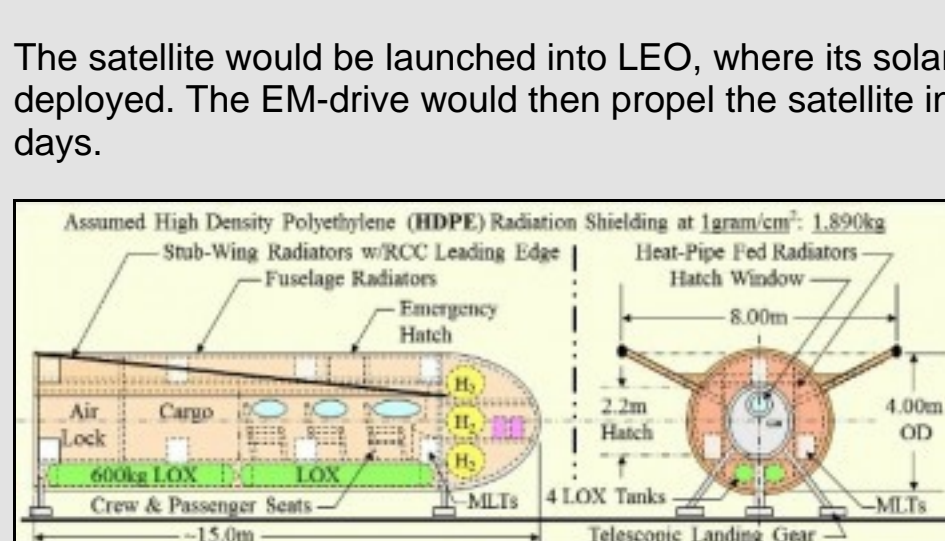 The satellite would be launched into LEO, where its solar
deployed. The EM-drive would then propel the satellite in
days.
Assumed High Density Polyethylene (HDPE) Radiation Shielding at 1gram/cm²: 1.890kg
Stub-Wing Radiators w/RCC Leading Edge
Fuselage Radiators
Emergency
Hatch
Air
Lock
Cargo
H₂
H₂
H₂
600kg LOX
LOX
Crew & Passenger Seats
MLTs
~15.0m
Heat-Pipe Fed Radiators
Hatch Window
8.00m
2.2m
Hatch
4.00m
OD
4 LOX Tanks
MLTs
Telescopic Landing Gear